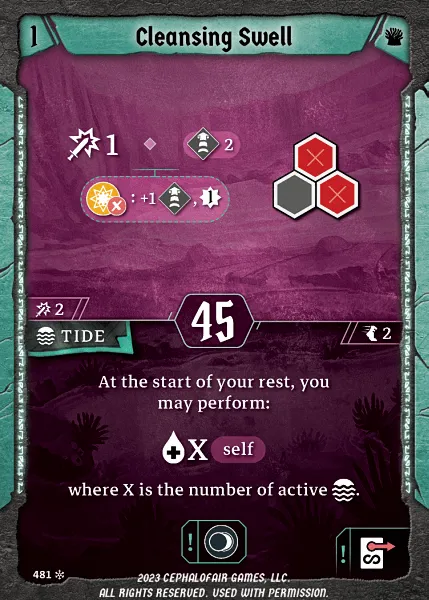 1
Cleansing Swell
1
2
X : +1 , 1
2
45
TIDE
2
At the start of your rest, you
may perform:
X self
where X is the number of active
!
!
481
2023 CEPHALOFAIR GAMES, LLC.
ALL RIGHTS RESERVED. USED WITH PERMISSION.